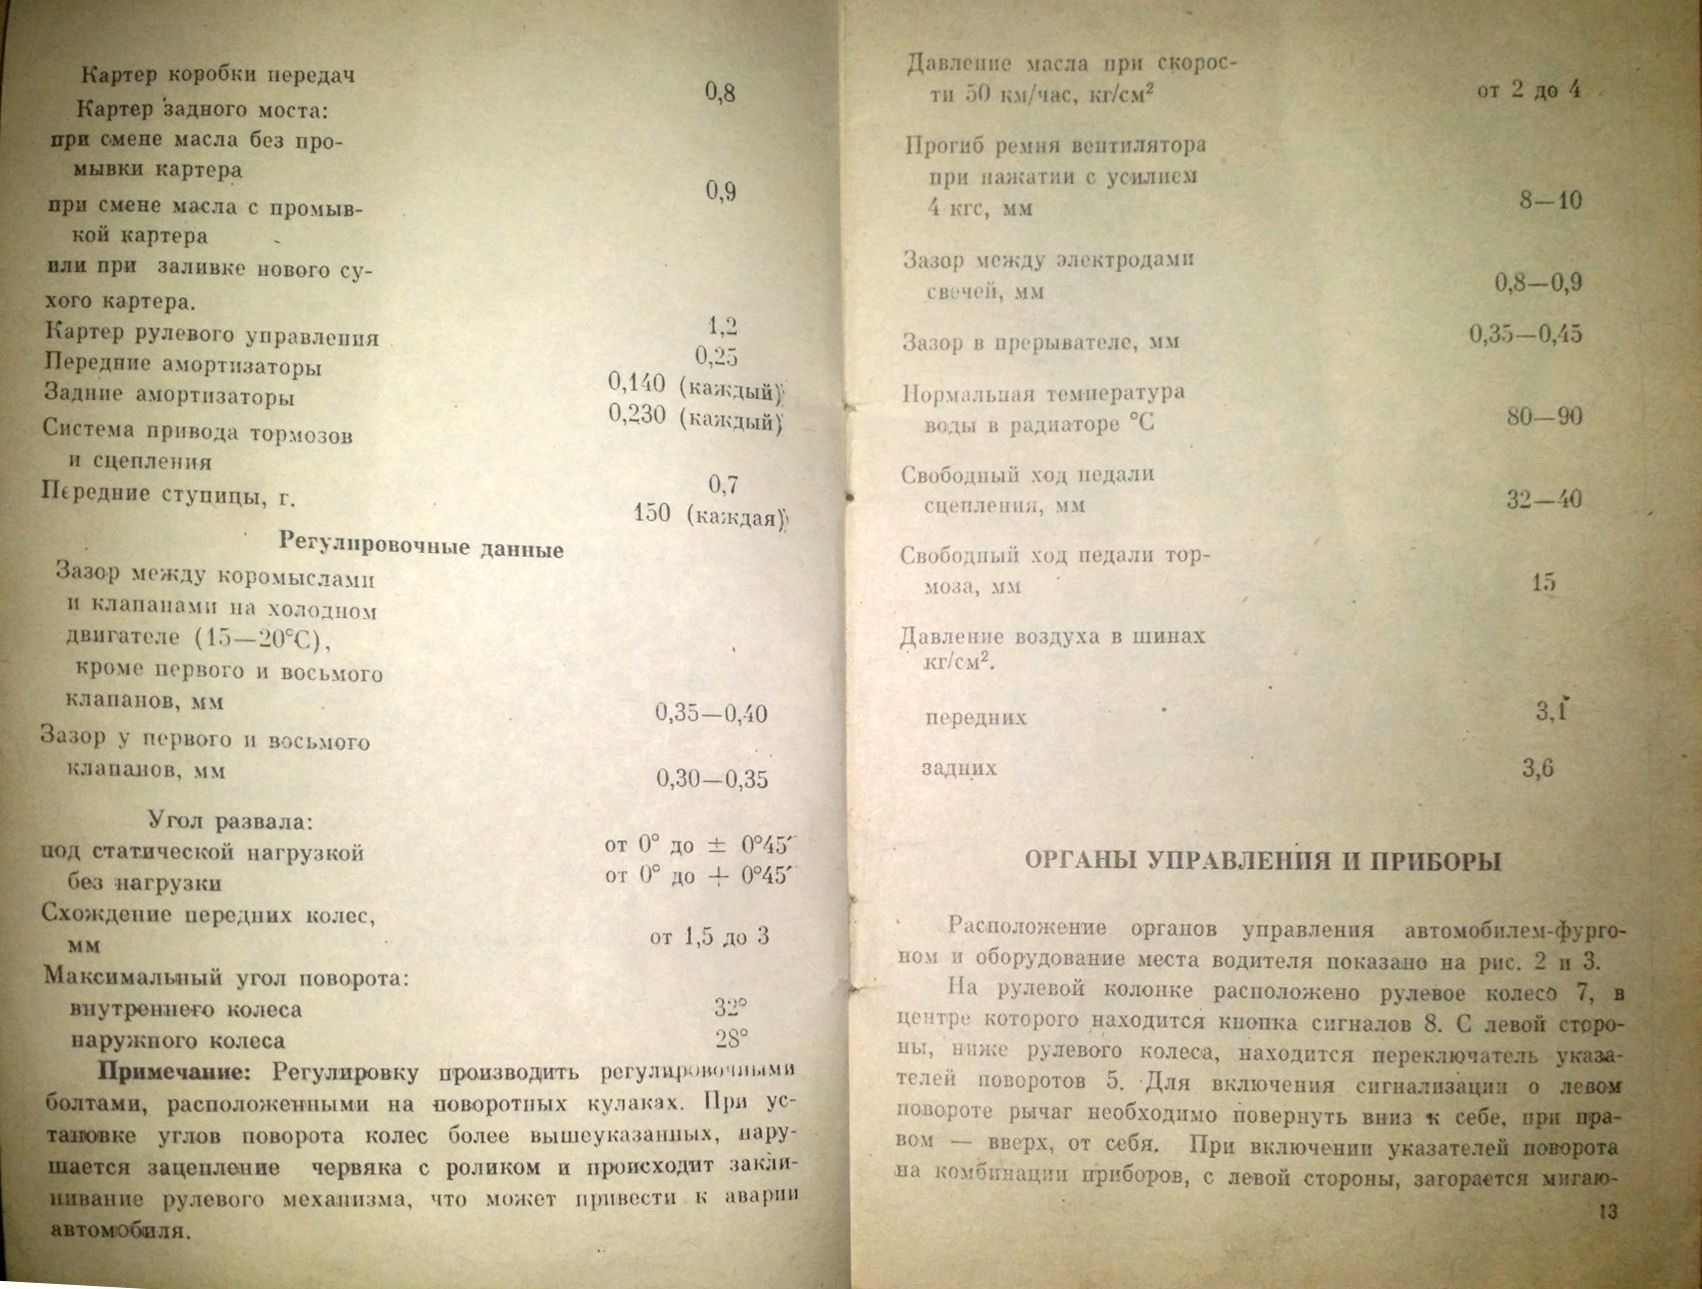 Картер коробки передач 0,8
Картер задного моста:
при смене масла без про-
мывки картера 0,9
при смене масла с промыв-
кой картера
или при заливке нового су-
хого картера. 1,2
Картер рулевого управления 0,25
Передние амортизаторы 0,140 (каждый)
Задние амортизаторы 0,230 (каждый)
Система привода тормозов
и сцепления 0,7
Передние ступицы, г. 150 (каждая)
Регулировочные данные
Зазор между коромыслами
и клапанами на холодном
двигателе (15—20°С),
кроме первого и восьмого
клапанов, мм 0,35—0,40
Зазор у первого и восьмого
клапанов, мм 0,30—0,35
Угол развала:
под статической нагрузкой от 0° до ± 0°45′
без нагрузки от 0° до + 0°45′
Схождение передних колес,
мм от 1,5 до 3
Максимальный угол поворота:
внутреннего колеса 32°
наружного колеса 28°
Примечание: Регулировку производить регулировочными
болтами, расположенными на поворотных кулаках. При ус-
тановке углов поворота колес более вышеуказанных, нару-
шается зацепление червяка с роликом и происходит закли-
нивание рулевого механизма, что может привести к аварии
автомобиля.
Давление масла при скорос-
ти 50 км/час, кг/см² от 2 до 4
Прогиб ремня вентилятора
при нажатии с усилием
4 кгс, мм 8—10
Зазор между электродами
свечей, мм 0,8—0,9
Зазор в прерывателе, мм 0,35—0,45
Нормальная температура
воды в радиаторе °С 80—90
Свободный ход педали
сцепления, мм 32—40
Свободный ход педали тор-
моза, мм 15
Давление воздуха в шинах
кг/см².
передних 3,1
задних 3,6
ОРГАНЫ УПРАВЛЕНИЯ И ПРИБОРЫ
Расположение органов управления автомобилем-фурго-
ном и оборудование места водителя показано на рис. 2 и 3.
На рулевой колонке расположено рулевое колесо 7, в
центре которого находится кнопка сигналов 8. С левой сторо-
ны, ниже рулевого колеса, находится переключатель указа-
телей поворотов 5. Для включения сигнализации о левом
повороте рычаг необходимо повернуть вниз к себе, при пра-
вом — вверх, от себя. При включении указателей поворота
на комбинации приборов, с левой стороны, загорается мигаю-
13